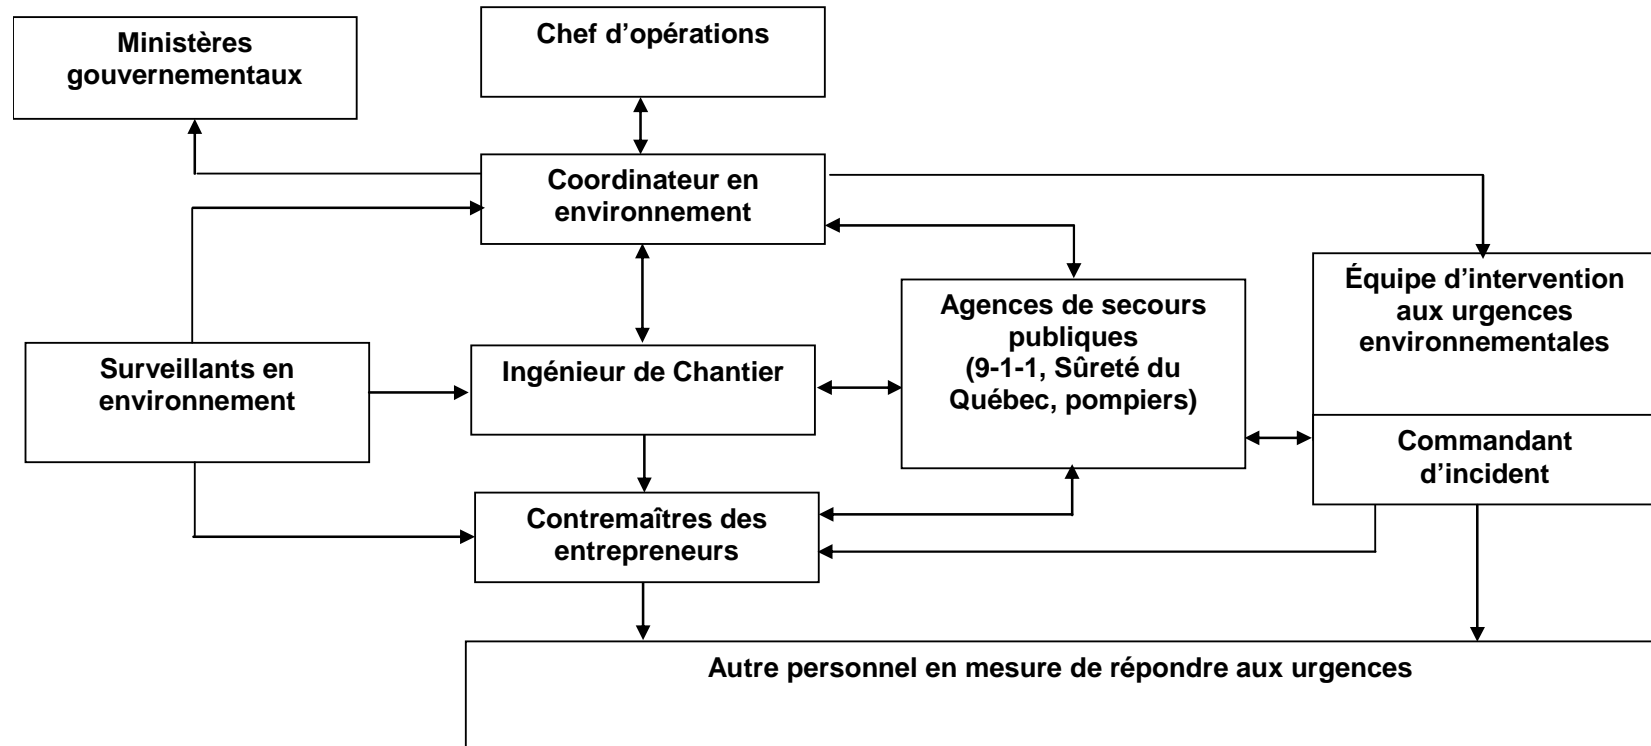 Ministères
gouvernementaux
Chef d’opérations
Coordinateur en
environnement
Équipe d’intervention
aux urgences
environnementales
Agences de secours
publiques
(9-1-1, Sûreté du
Québec, pompiers)
Surveillants en
environnement
Ingénieur de Chantier
Commandant
d’incident
Contremaîtres des
entrepreneurs
Autre personnel en mesure de répondre aux urgences